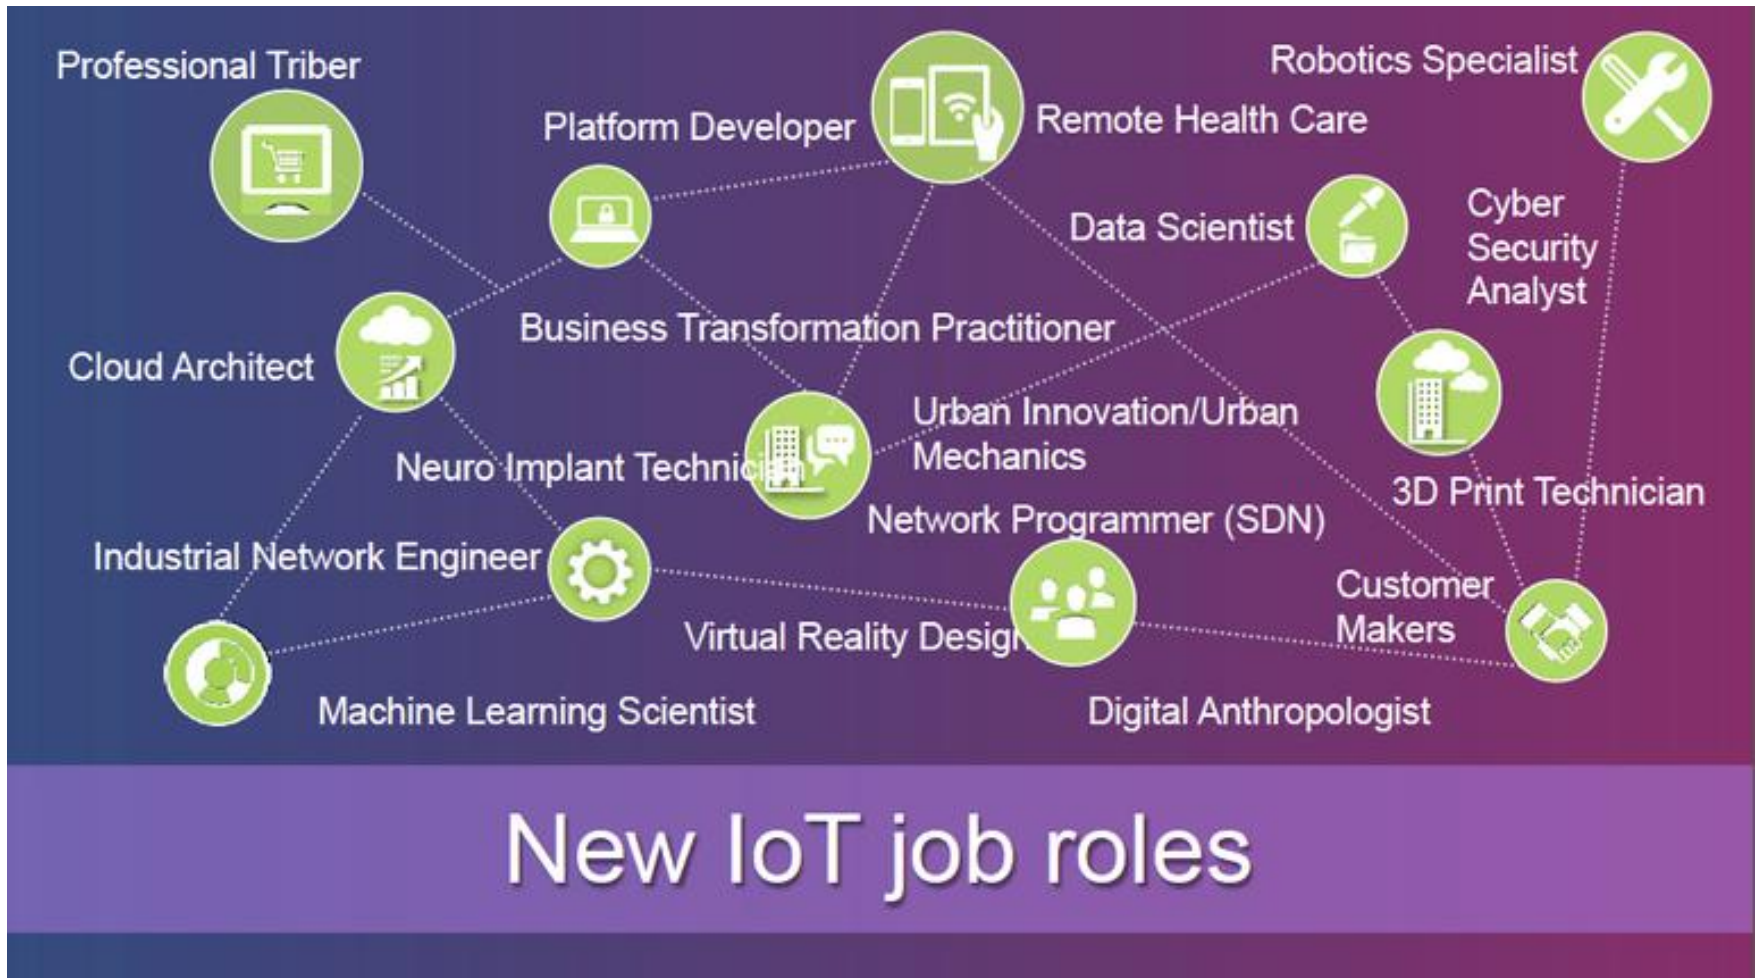 Professional Triber
Robotics Specialist
Platform Developer
Remote Health Care
Data Scientist
Cyber
Security
Analyst
Business Transformation Practitioner
Cloud Architect
Urban Innovation/Urban
Mechanics
Neuro Implant Technician
3D Print Technician
Network Programmer (SDN)
Industrial Network Engineer
Customer
Makers
Virtual Reality Design
Machine Learning Scientist
Digital Anthropologist
New IoT job roles